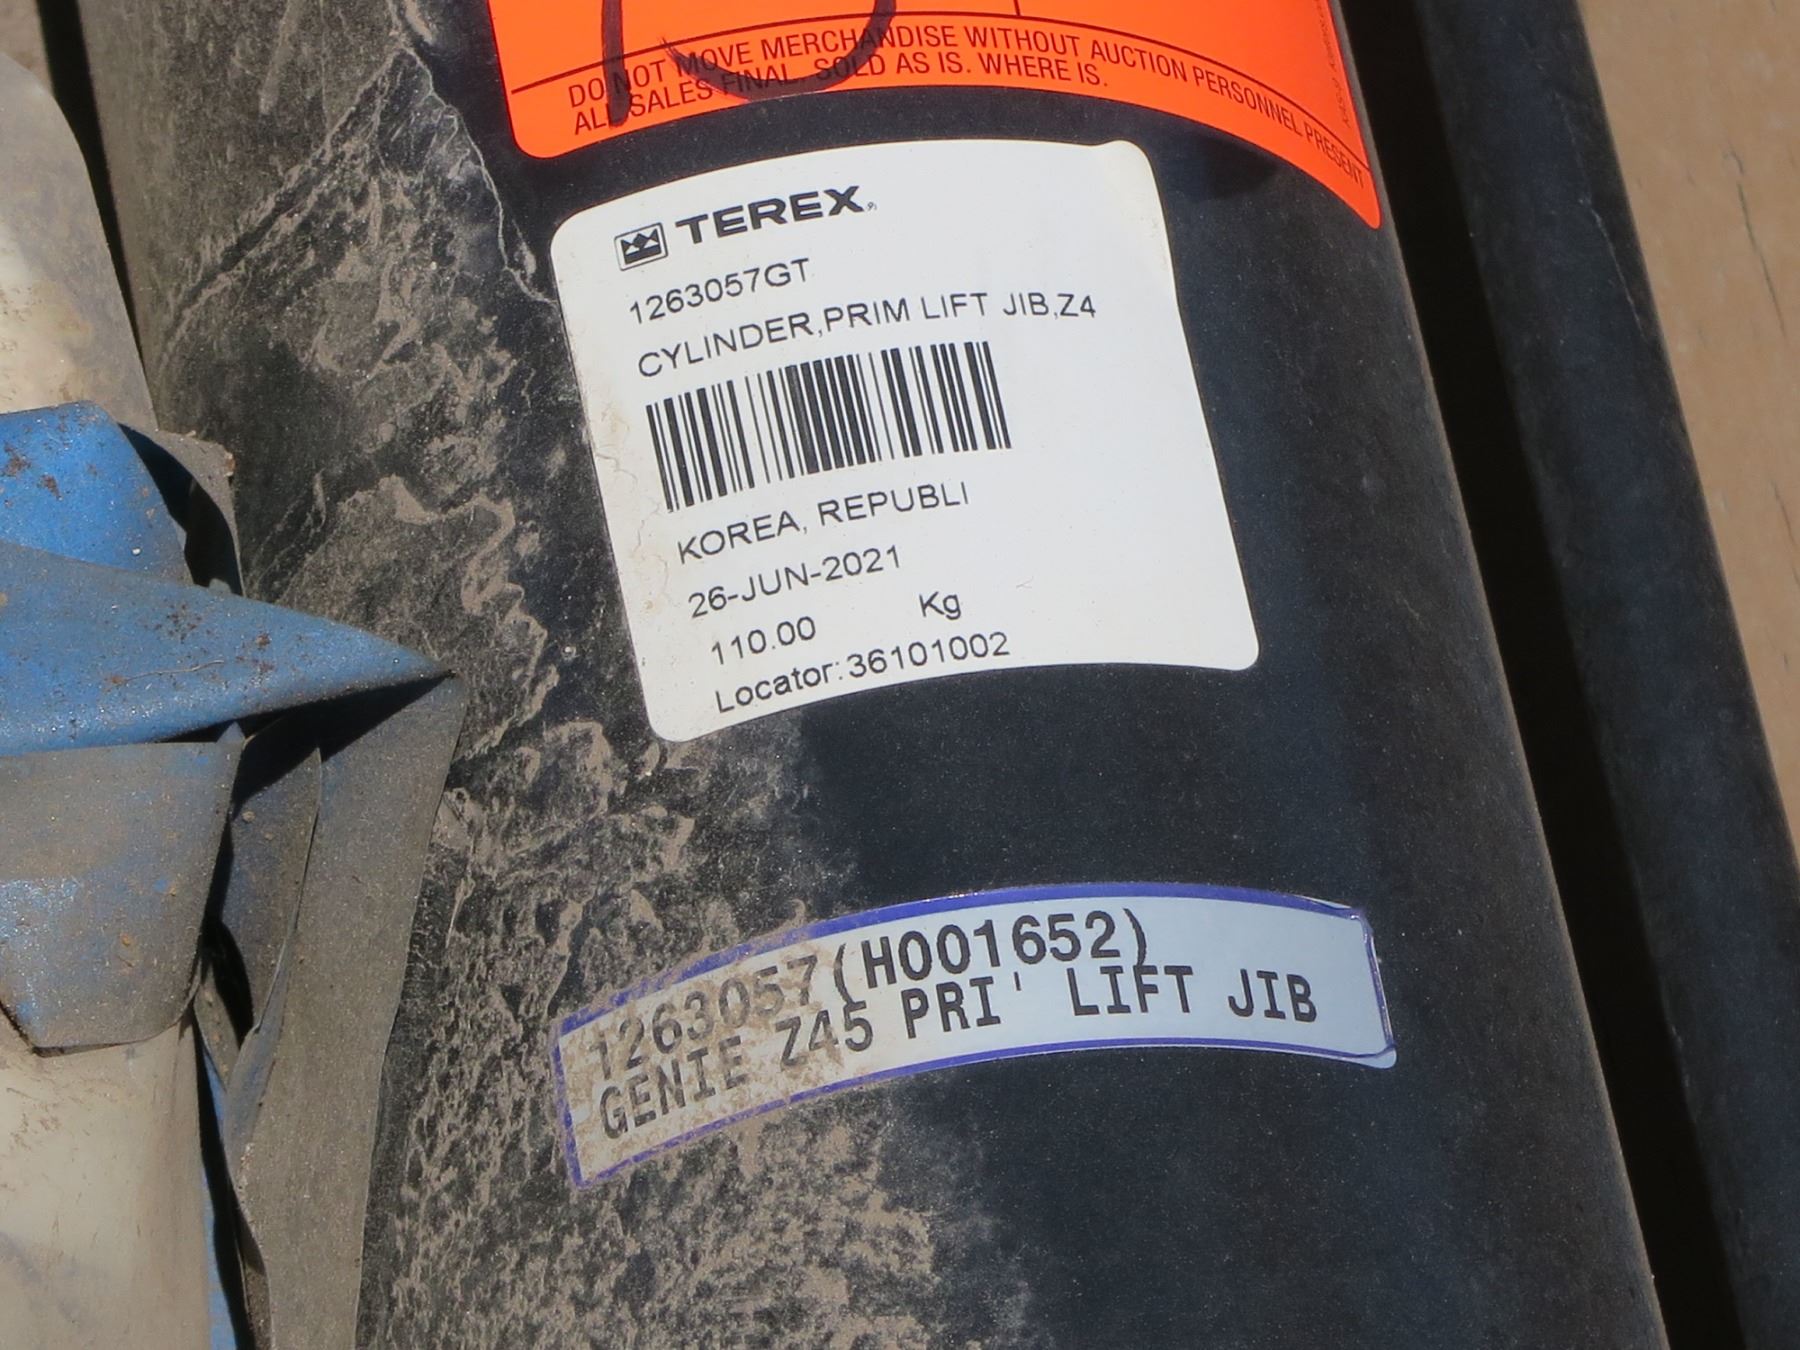 DO NOT MOVE MERCHANDISE WITHOUT AUCTION PERSONNEL PRESENT
ALL SALES FINAL. SOLD AS IS. WHERE IS.
TEREX®
1263057GT
CYLINDER,PRIM LIFT JIB,Z4
KOREA, REPUBLI
26-JUN-2021
110.00 Kg
Locator:36101002
1263057(H001652)
GENIE Z45 PRI' LIFT JIB